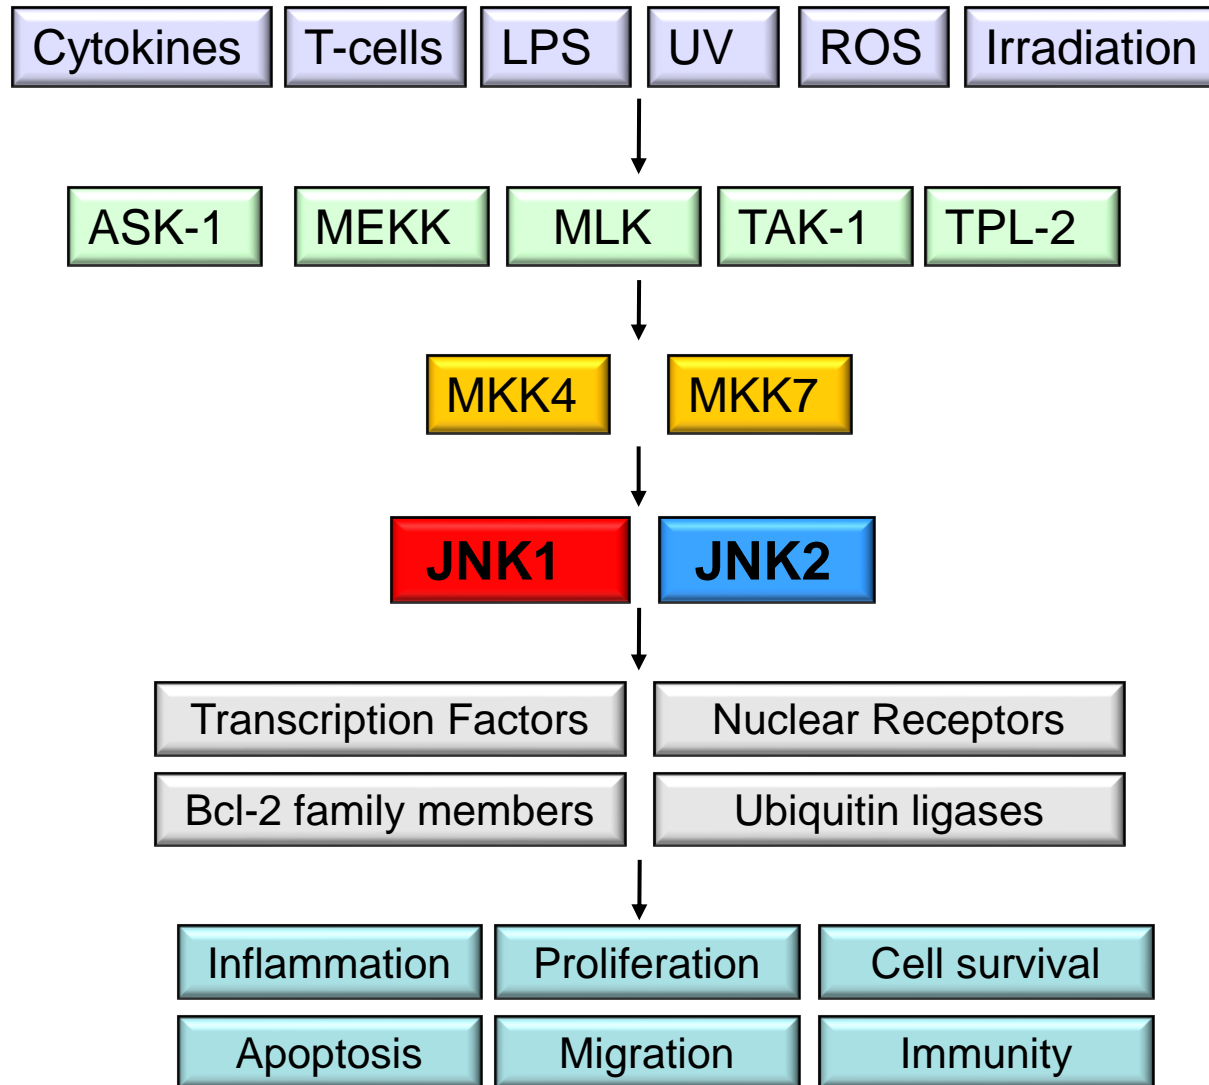 Cytokines T-cells LPS UV ROS Irradiation
ASK-1 MEKK MLK TAK-1 TPL-2
MKK4 MKK7
JNK1 JNK2
Transcription Factors Nuclear Receptors
Bcl-2 family members Ubiquitin ligases
Inflammation Proliferation Cell survival
Apoptosis Migration Immunity